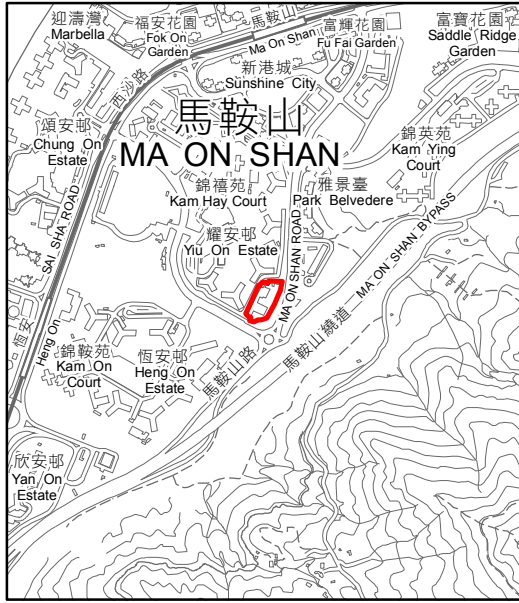 迎濤灣
Marbella
福安花園
Fok On
Garden
馬鞍山
Ma On Shan
富輝花園
Fu Fai Garden
富寶花園
Saddle Ridge
Garden
新港城
Sunshine City
西沙路
馬鞍山
MA ON SHAN
頌安邨
Chung On
Estate
錦英苑
Kam Ying
Court
錦禧苑
Kam Hay Court
雅景臺
Park Belvedere
耀安邨
Yiu On Estate
SAI SHA ROAD
MA ON SHAN ROAD
MA ON SHAN BYPASS
恆安
Heng On
錦鞍苑
Kam On
Court
恆安邨
Heng On
Estate
馬鞍山路
馬鞍山繞道
欣安邨
Yan On
Estate